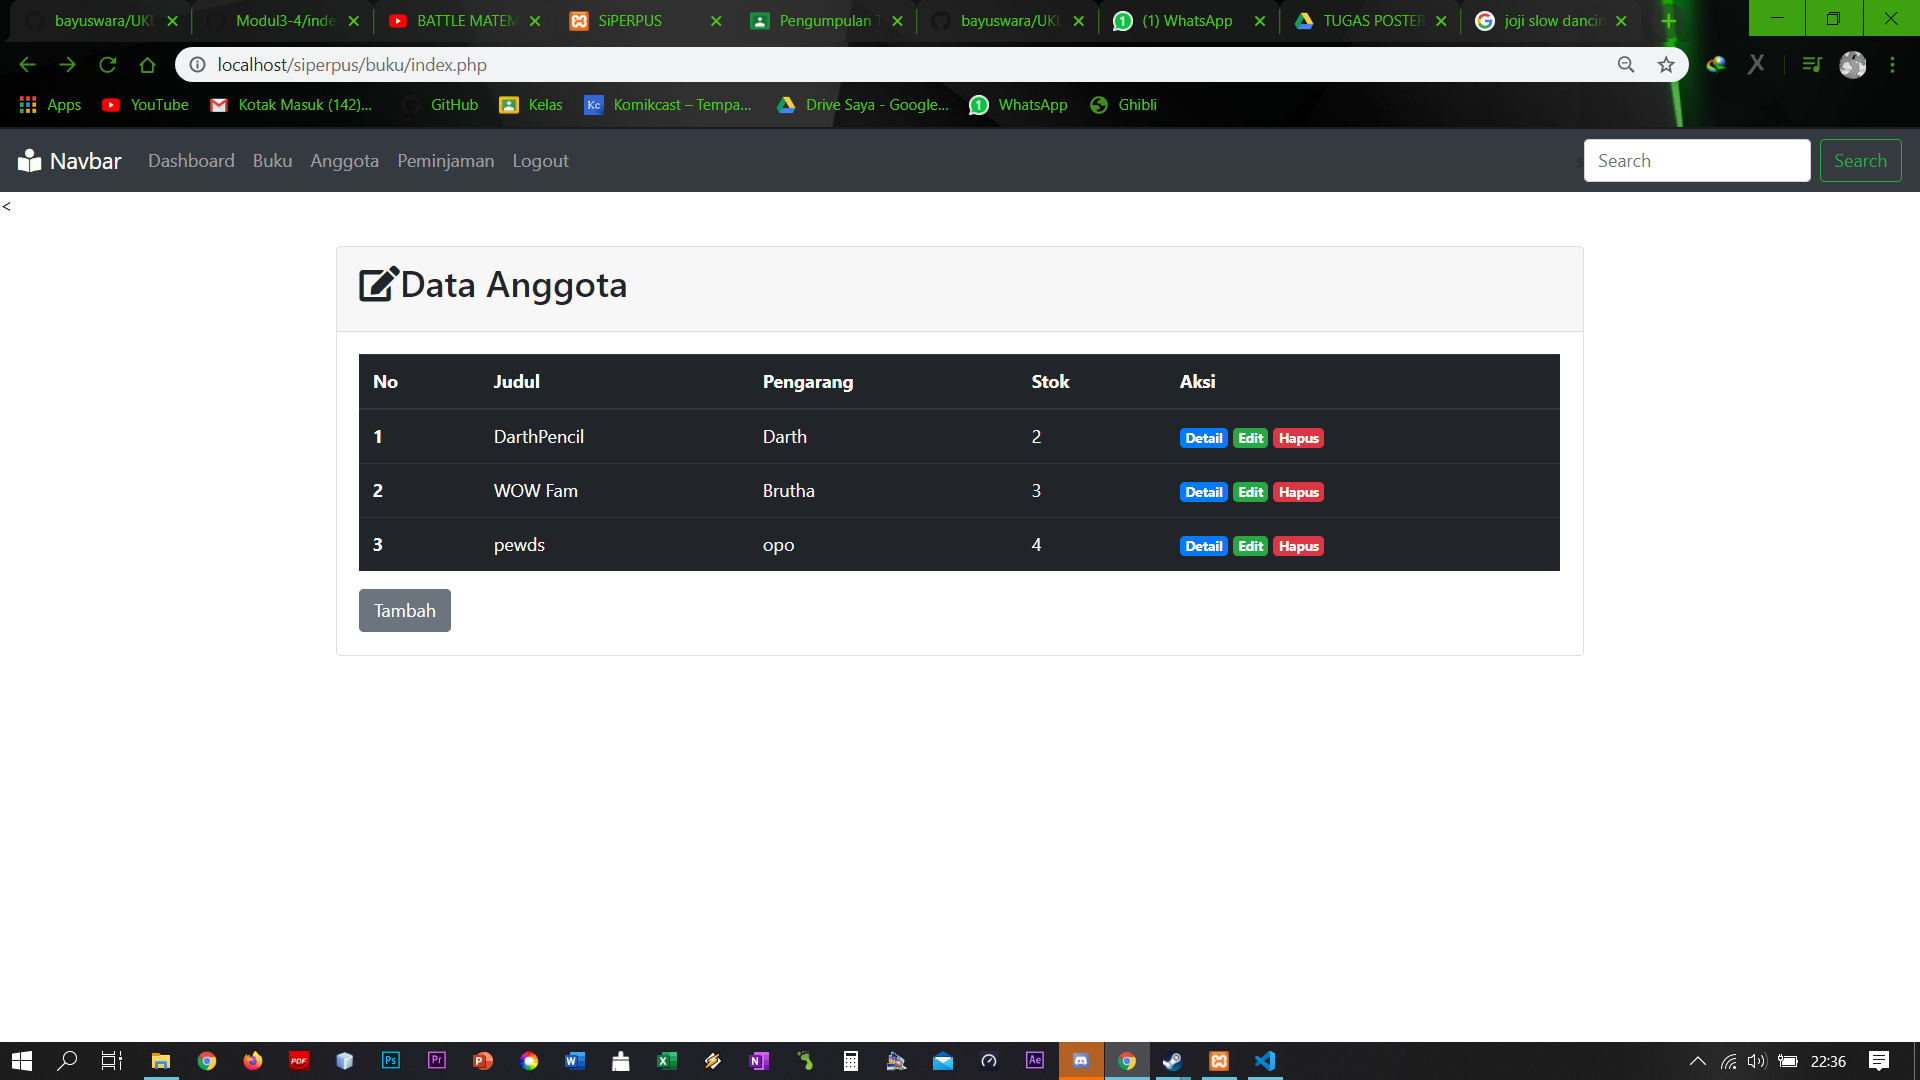 bayuswara/UKL
Modul3-4/inde
BATTLE MATEM
SiPERPUS
Pengumpulan T
bayuswara/UKL
(1) WhatsApp
TUGAS POSTER
joji slow dancin
localhost/siperpus/buku/index.php
Apps
YouTube
Kotak Masuk (142)...
GitHub
Kelas
Kc
Komikcast – Tempa...
Drive Saya - Google...
WhatsApp
Ghibli
Navbar
Dashboard
Buku
Anggota
Peminjaman
Logout
s
Search
Search
<
Data Anggota
No Judul Pengarang Stok Aksi
1 DarthPencil Darth 2 Detail Edit Hapus
2 WOW Fam Brutha 3 Detail Edit Hapus
3 pewds opo 4 Detail Edit Hapus
Tambah
22:36